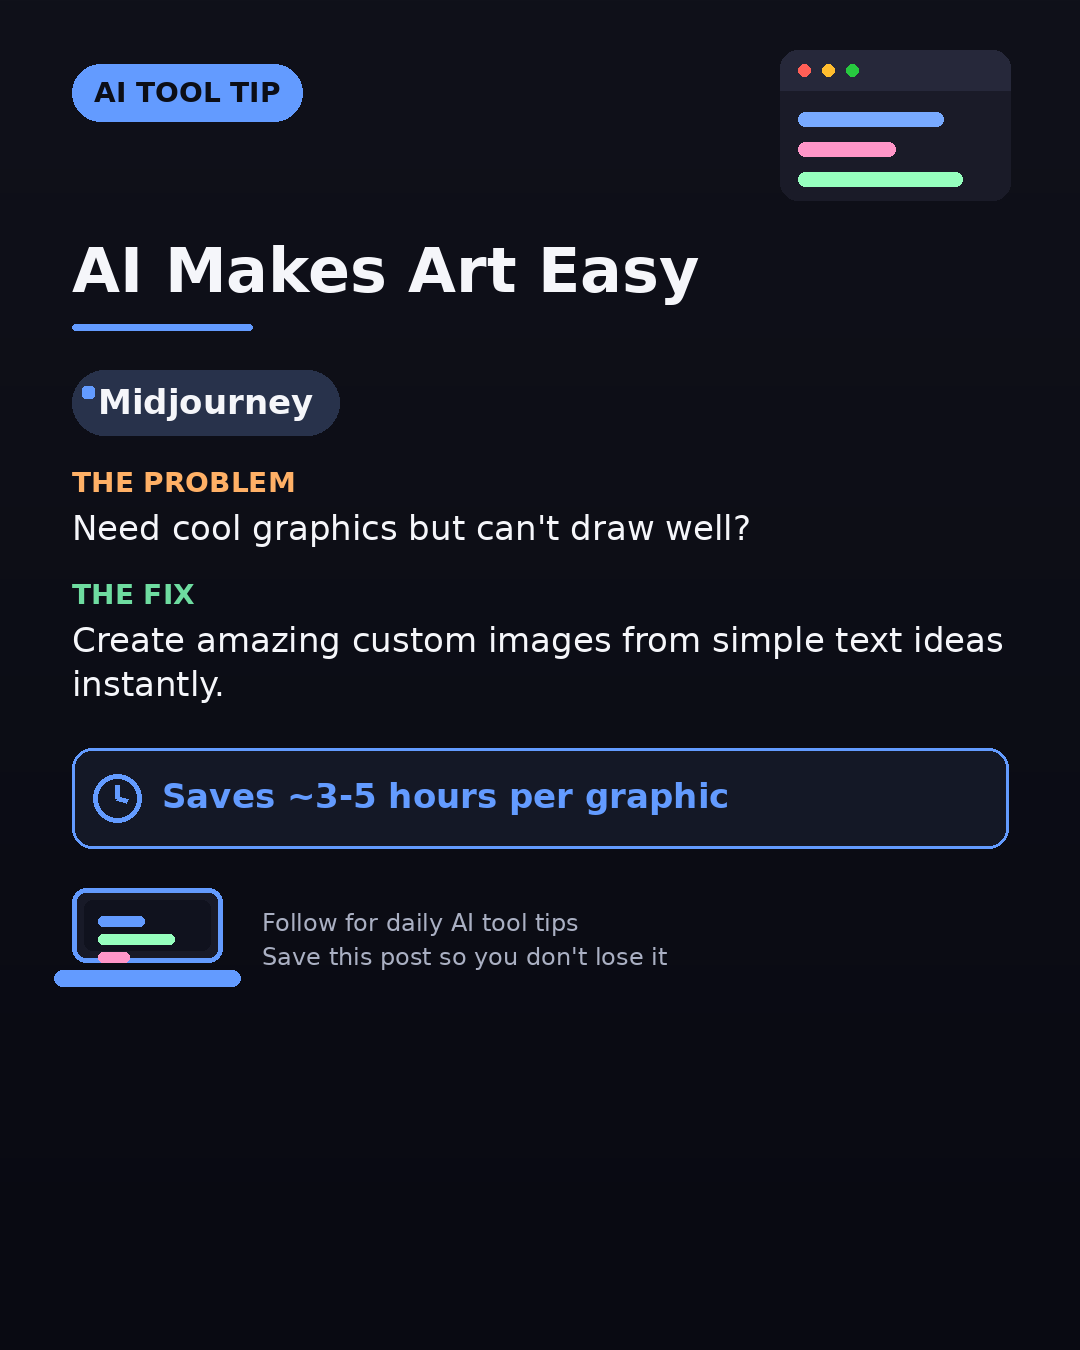 AI TOOL TIP
AI Makes Art Easy
Midjourney
THE PROBLEM
Need cool graphics but can't draw well?
THE FIX
Create amazing custom images from simple text ideas
instantly.
Saves ~3-5 hours per graphic
Follow for daily AI tool tips
Save this post so you don't lose it